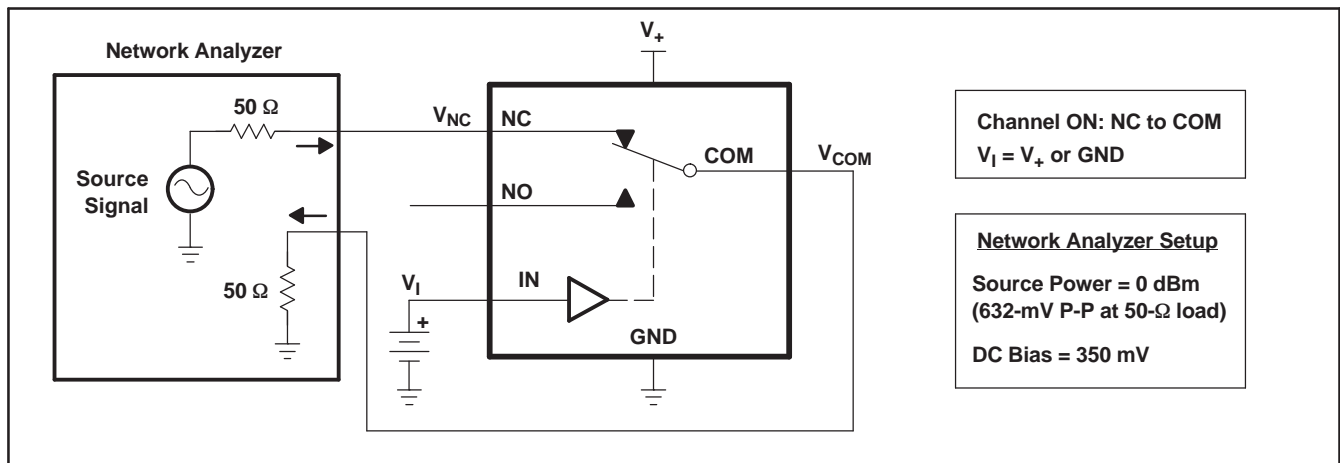 Network Analyzer
50 Ω
Source
Signal
50 Ω
V+
VNC
NC
COM
VCOM
NO
VI
+
IN
GND
Channel ON: NC to COM
VI = V+ or GND
Network Analyzer Setup
Source Power = 0 dBm
(632-mV P-P at 50-Ω load)
DC Bias = 350 mV